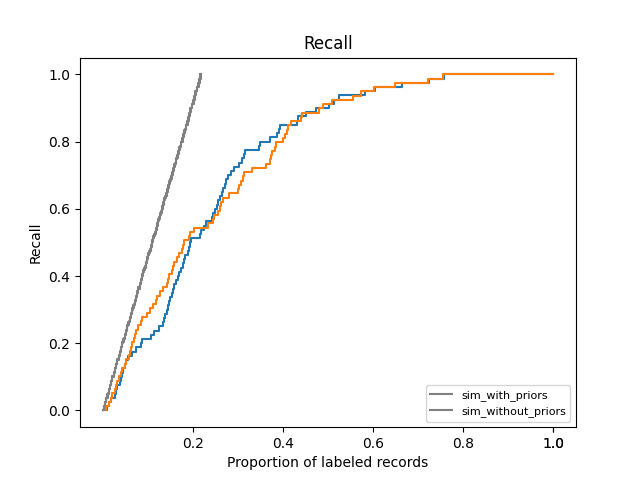 Recall
1.0
0.8
0.6
0.4
0.2
0.0
Recall
sim_with_priors
sim_without_priors
0.2 0.4 0.6 0.8 1.0 1.0
Proportion of labeled records